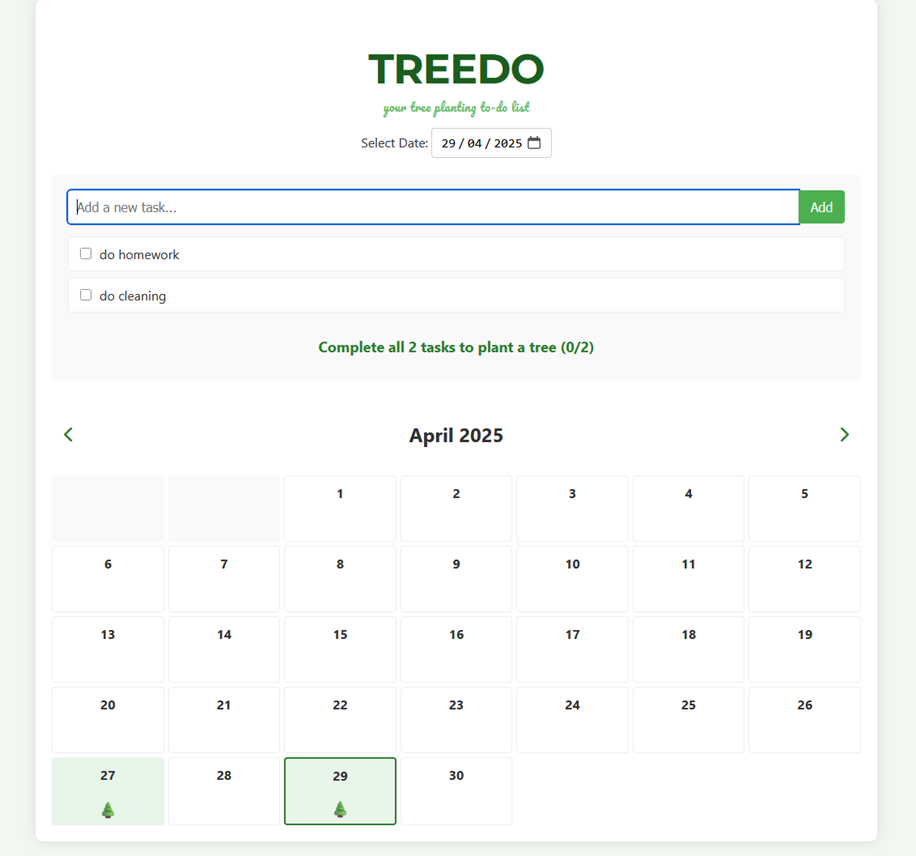 TREEDO
your tree planting to-do list
Select Date: 29 / 04 / 2025
Add a new task... Add
do homework
do cleaning
Complete all 2 tasks to plant a tree (0/2)
April 2025
1 2 3 4 5
6 7 8 9 10 11 12
13 14 15 16 17 18 19
20 21 22 23 24 25 26
27 28 29 30